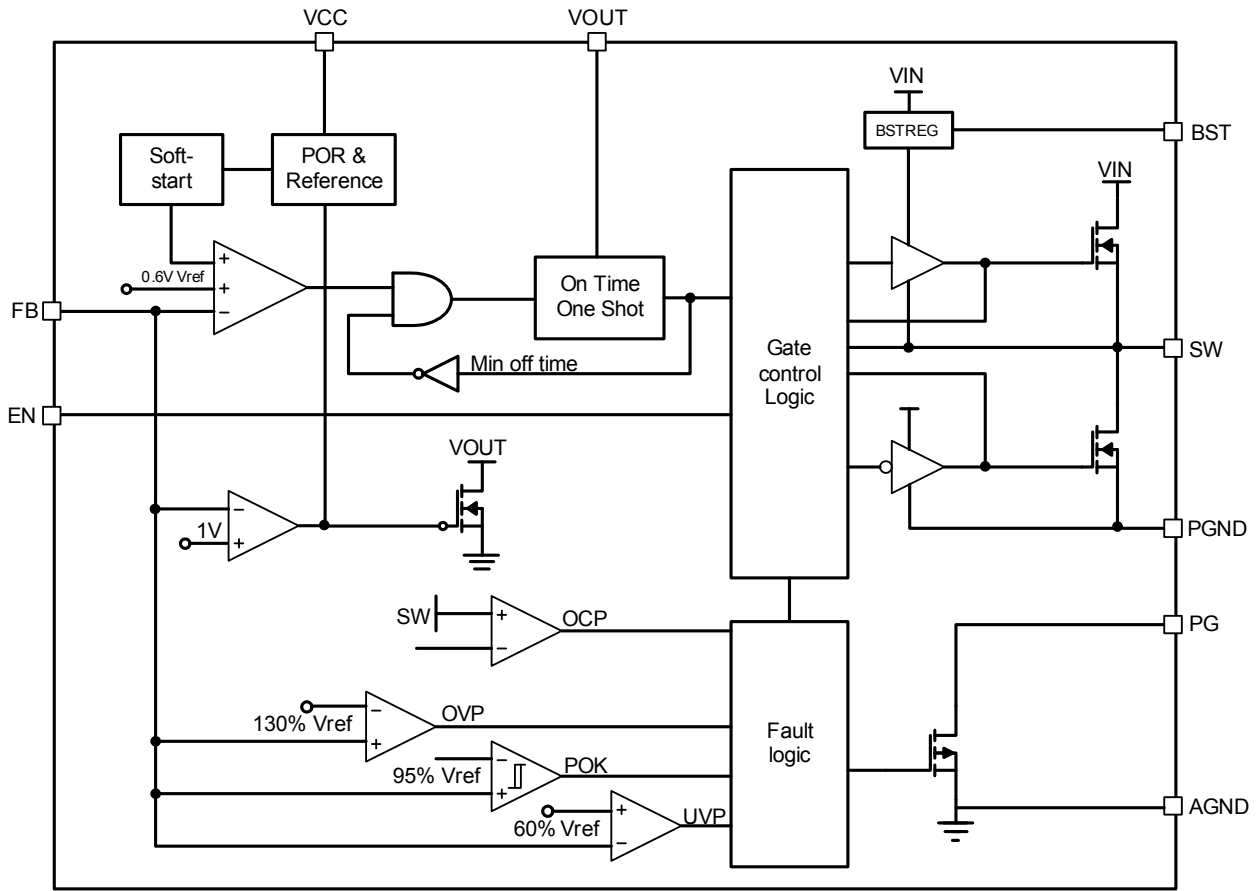 VCC
VOUT
VIN
BSTREG
BST
Soft-
start
POR &
Reference
VIN
+
0.6V Vref
+
−
FB
On Time
One Shot
Min off time
Gate
control
Logic
SW
EN
VOUT
−
1V
+
PGND
SW
+
−
OCP
PG
130% Vref
−
+
OVP
Fault
logic
95% Vref
−
+
POK
60% Vref
+
−
UVP
AGND